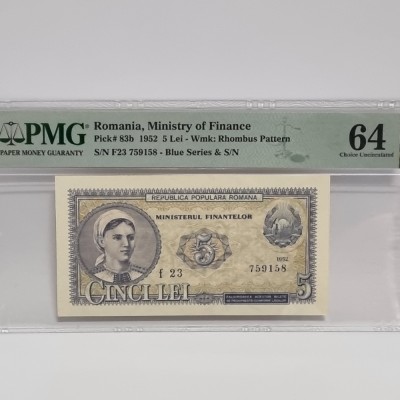 PMG
PAPER MONEY GUARANTY
Romania, Ministry of Finance
Pick# 83b 1952 5 Lei - Wmk: Rhombus Pattern
S/N F23 759158 - Blue Series & S/N
64
Choice Uncirculated
REPUBLICA POPULARA ROMANA
MINISTERUL FINANTELOR
5
1952
f 23
759158
CINCI LEI
5